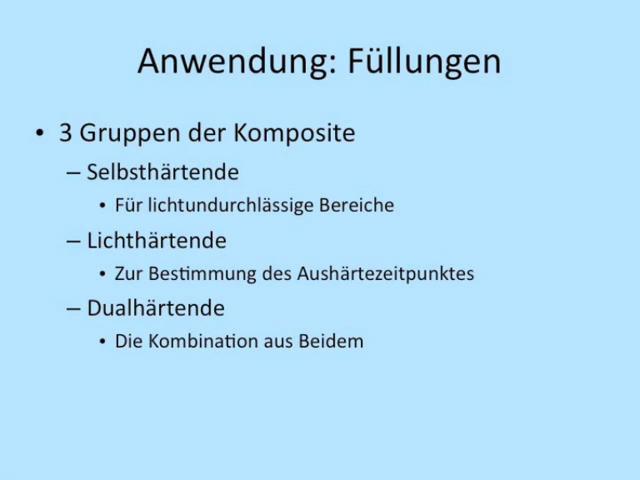 Anwendung: Füllungen
• 3 Gruppen der Komposite
– Selbsthärtende
• Für lichtundurchlässige Bereiche
– Lichthärtende
• Zur Bestimmung des Aushärtezeitpunktes
– Dualhärtende
• Die Kombination aus Beidem